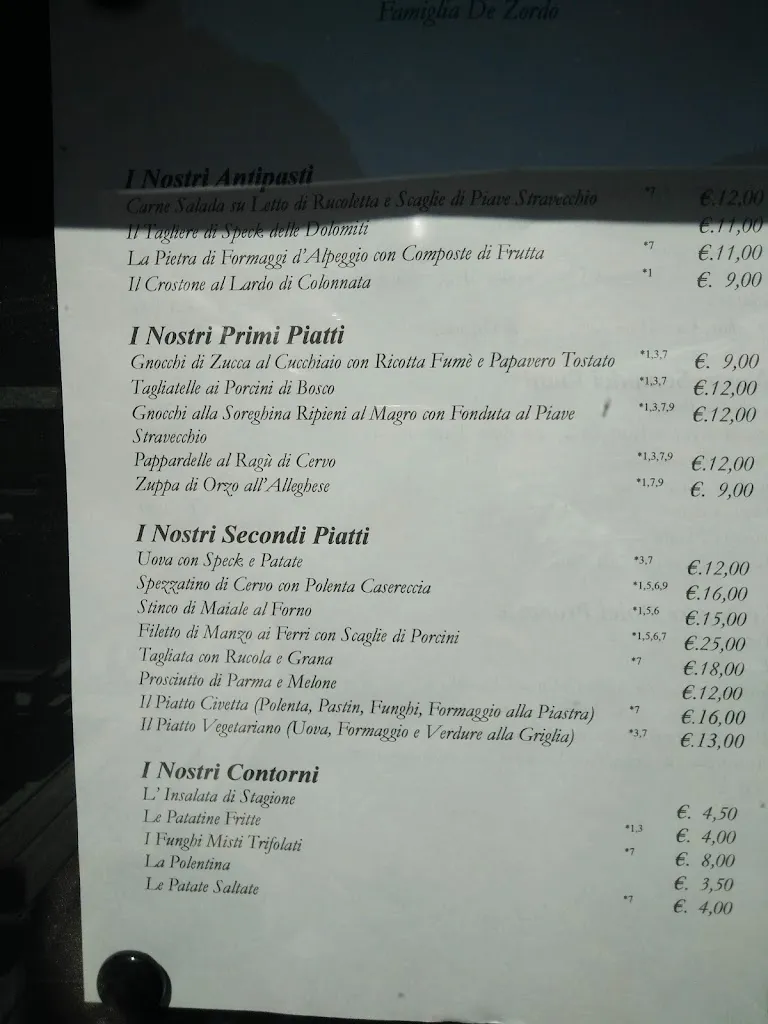 Famiglia De Zordo
I Nostri Antipasti
Carne Salada su Letto di Rucoletta e Scaglie di Piave Stravecchio *7 €.12,00
Il Tagliere di Speck delle Dolomiti €.11,00
La Pietra di Formaggi d'Alpeggio con Composte di Frutta *7 €.11,00
Il Crostone al Lardo di Colonnata *1 €. 9,00
I Nostri Primi Piatti
Gnocchi di Zucca al Cucchiaio con Ricotta Fumè e Papavero Tostato *1,3,7 €. 9,00
Tagliatelle ai Porcini di Bosco *1,3,7 €.12,00
Gnocchi alla Soreghina Ripieni al Magro con Fonduta al Piave *1,3,7,9 €.12,00
Stravecchio
Pappardelle al Ragù di Cervo *1,3,7,9 €.12,00
Zuppa di Orzo all'Alleghese *1,7,9 €. 9,00
I Nostri Secondi Piatti
Uova con Speck e Patate *3,7 €.12,00
Spezzatino di Cervo con Polenta Casereccia *1,5,6,9 €.16,00
Stinco di Maiale al Forno *1,5,6 €.15,00
Filetto di Manzo ai Ferri con Scaglie di Porcini *1,5,6,7 €.25,00
Tagliata con Rucola e Grana *7 €.18,00
Prosciutto di Parma e Melone €.12,00
Il Piatto Civetta (Polenta, Pastin, Funghi, Formaggio alla Piastra) *7 €.16,00
Il Piatto Vegetariano (Uova, Formaggio e Verdure alla Griglia) *3,7 €.13,00
I Nostri Contorni
L' Insalata di Stagione €. 4,50
Le Patatine Fritte *1,3 €. 4,00
I Funghi Misti Trifolati *7 €. 8,00
La Polentina €. 3,50
Le Patate Saltate *7 €. 4,00